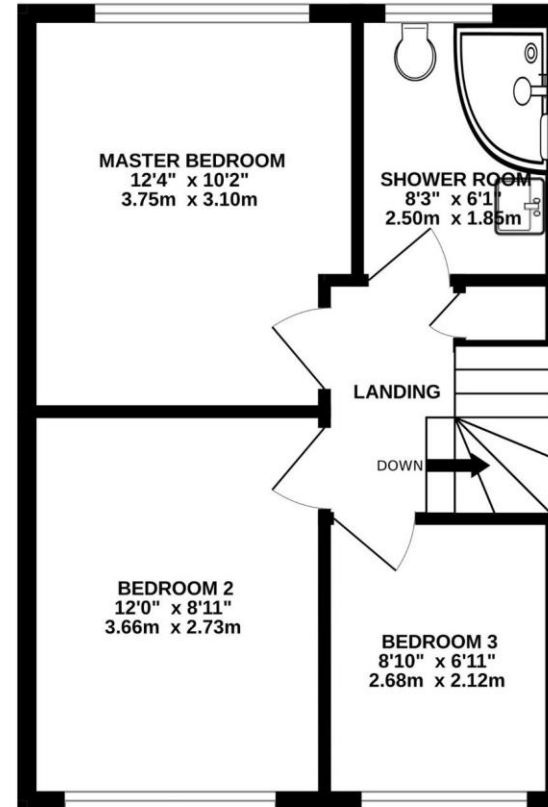 MASTER BEDROOM
12'4" x 10'2"
3.75m x 3.10m
SHOWER ROOM
8'3" x 6'1"
2.50m x 1.85m
LANDING
DOWN
BEDROOM 2
12'0" x 8'11"
3.66m x 2.73m
BEDROOM 3
8'10" x 6'11"
2.68m x 2.12m